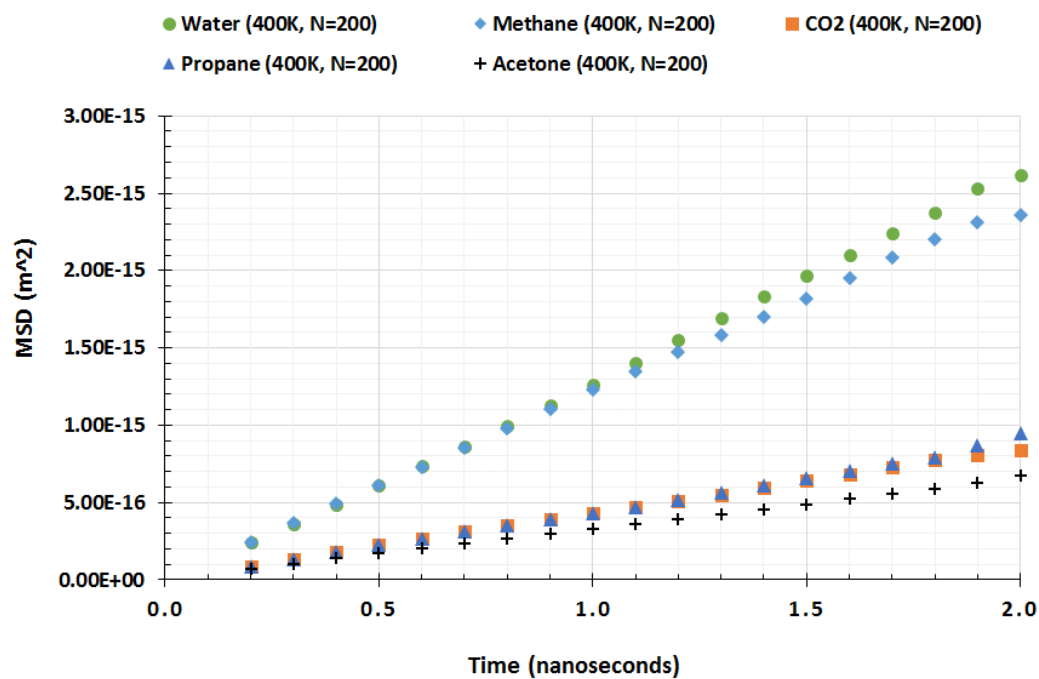 Water (400K, N=200) Methane (400K, N=200) CO2 (400K, N=200)
Propane (400K, N=200) Acetone (400K, N=200)
3.00E-15
2.50E-15
2.00E-15
1.50E-15
1.00E-15
5.00E-16
0.00E+00
MSD (m^2)
0.0 0.5 1.0 1.5 2.0
Time (nanoseconds)